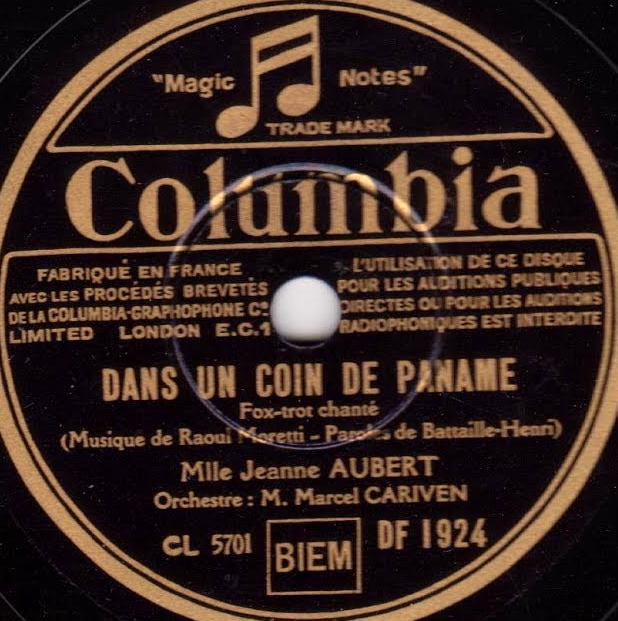 "Magic Notes"
TRADE MARK
Columbia
FABRIQUÉ EN FRANCE
AVEC LES PROCÉDÉS BREVETÉS
DE LA COLUMBIA-GRAPHOPHONE Cº
LIMITED LONDON E.C.1
L'UTILISATION DE CE DISQUE
POUR LES AUDITIONS PUBLIQUES
DIRECTES OU POUR LES AUDITIONS
RADIOPHONIQUES EST INTERDITE
DANS UN COIN DE PANAME
Fox-trot chanté
(Musique de Raoul Moretti - Paroles de Battaille-Henri)
Mlle Jeanne AUBERT
Orchestre : M. Marcel CARIVEN
CL 5701 BIEM DF 1924